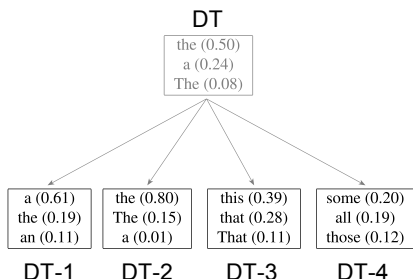 DT
the (0.50)
a (0.24)
The (0.08)
a (0.61)
the (0.19)
an (0.11)
the (0.80)
The (0.15)
a (0.01)
this (0.39)
that (0.28)
That (0.11)
some (0.20)
all (0.19)
those (0.12)
DT-1
DT-2
DT-3
DT-4